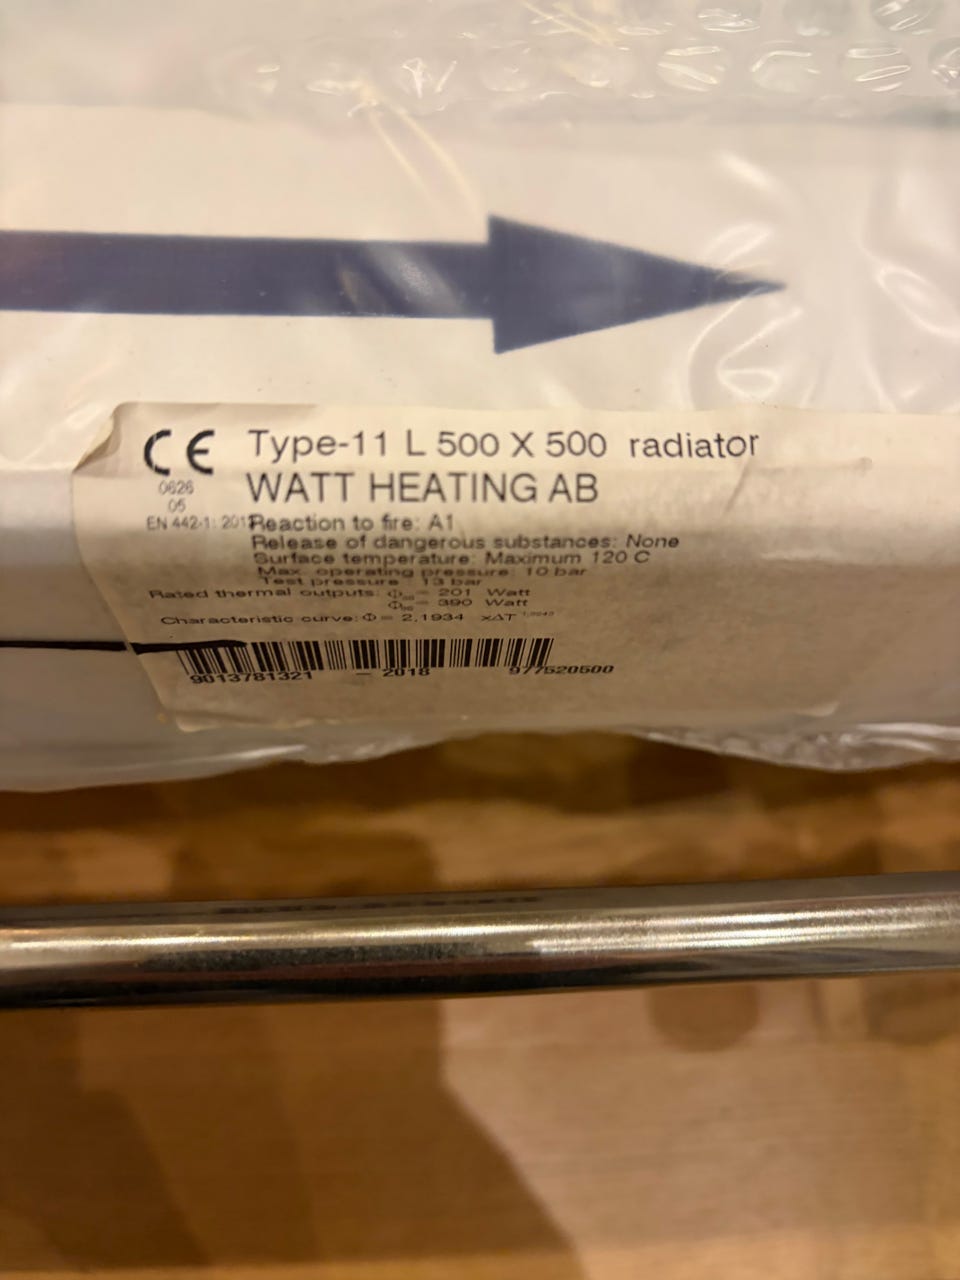 CE Type-11 L 500 X 500 radiator
0626 WATT HEATING AB
05
EN 442-1: 201 Reaction to fire: A1
Release of dangerous substances: None
Surface temperature: Maximum 120 C
Max. operating pressure: 10 bar
Test pressure 13 bar
Rated thermal outputs: Φ = 201 Watt
Φ = 390 Watt
Characteristic curve: Φ = 2,1934 xΔT
9013781321 - 2018 977520500